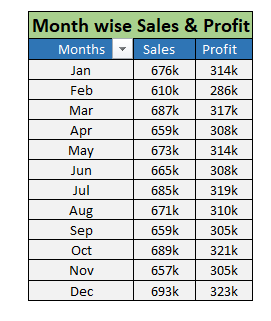 Month wise Sales & Profit
Months Sales Profit
Jan 676k 314k
Feb 610k 286k
Mar 687k 317k
Apr 659k 308k
May 673k 314k
Jun 665k 308k
Jul 685k 319k
Aug 671k 310k
Sep 659k 305k
Oct 689k 321k
Nov 657k 305k
Dec 693k 323k